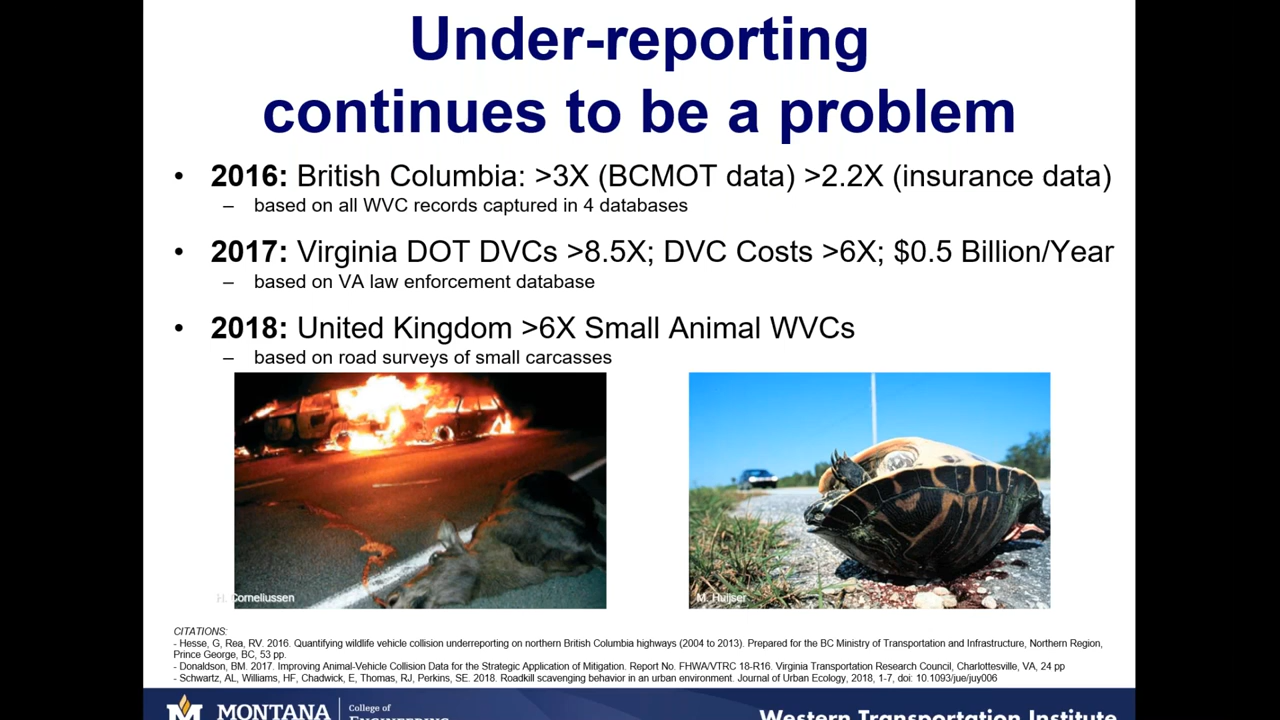 Under-reporting
continues to be a problem
• 2016: British Columbia: >3X (BCMOT data) >2.2X (insurance data)
– based on all WVC records captured in 4 databases
• 2017: Virginia DOT DVCs >8.5X; DVC Costs >6X; $0.5 Billion/Year
– based on VA law enforcement database
• 2018: United Kingdom >6X Small Animal WVCs
– based on road surveys of small carcasses
H. Corneliussen
M. Huijser
CITATIONS:
- Hesse, G, Rea, RV. 2016. Quantifying wildlife vehicle collision underreporting on northern British Columbia highways (2004 to 2013). Prepared for the BC Ministry of Transportation and Infrastructure, Northern Region,
Prince George, BC, 53 pp.
- Donaldson, BM. 2017. Improving Animal-Vehicle Collision Data for the Strategic Application of Mitigation. Report No. FHWA/VTRC 18-R16. Virginia Transportation Research Council, Charlottesville, VA, 24 pp
- Schwartz, AL, Williams, HF, Chadwick, E, Thomas, RJ, Perkins, SE. 2018. Roadkill scavenging behavior in an urban environment. Journal of Urban Ecology, 2018, 1-7, doi: 10.1093/jue/juy006
M
MONTANA
College of
ENGINEERING
Western Transportation Institute